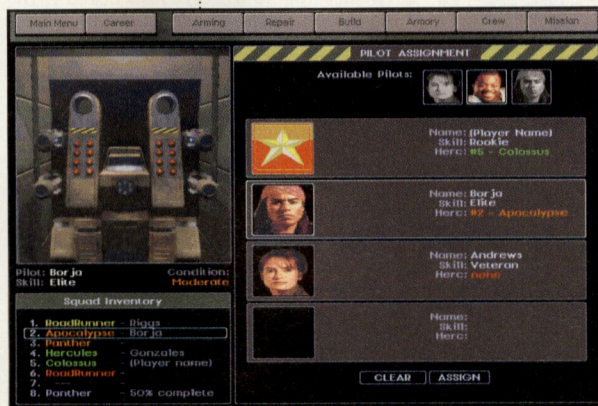 Main Menu Career Arming Repair Build Armory Crew Mission
PILOT ASSIGNMENT
Available Pilots:
Name: (Player Name)
Skill: Rookie
Herc: #5 - Colossus
Name: Borja
Skill: Elite
Herc: #2 - Apocalypse
Name: Andrews
Skill: Veteran
Herc: none
Name:
Skill:
Herc:
CLEAR ASSIGN
Pilot: Borja Condition:
Skill: Elite Moderate
Squad Inventory
1. RoadRunner - Riggs
2. Apocalypse - Borja
3. Panther -
4. Hercules - Gonzales
5. Colossus - (Player name)
6. RoadRunner -
7. ---
8. Panther - 50% complete